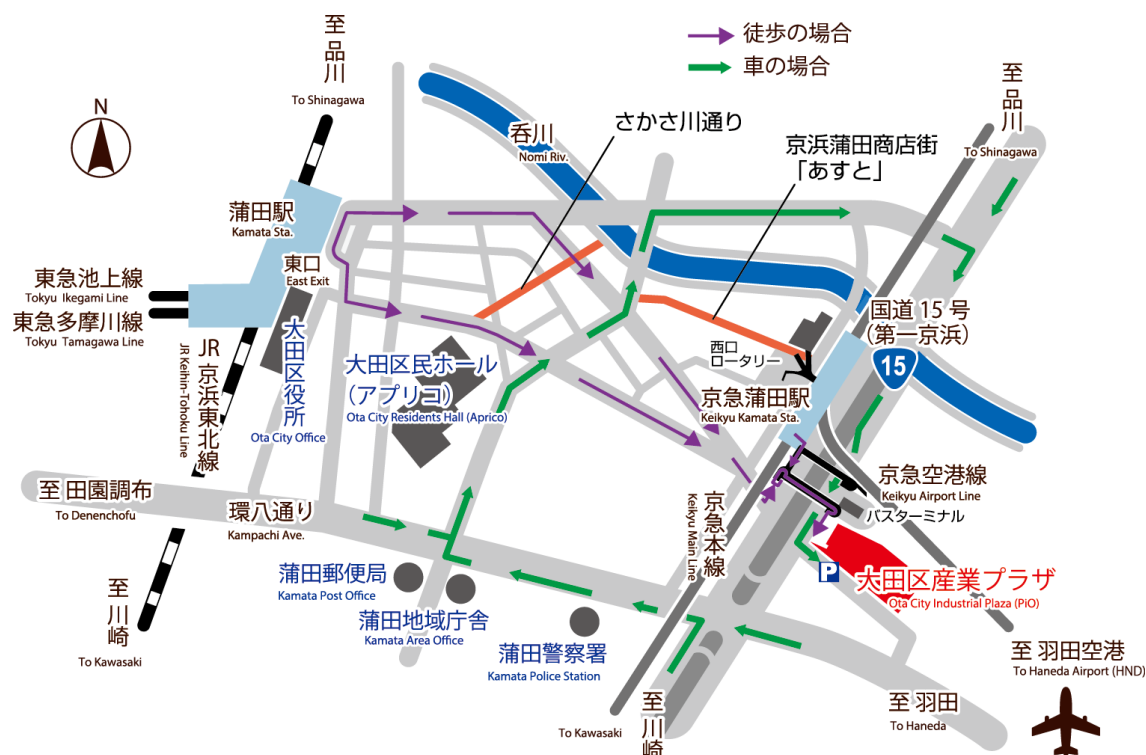 徒歩の場合
車の場合
N
至 品川
To Shinagawa
至 品川
To Shinagawa
さかさ川通り
呑川
Nomi Riv.
京浜蒲田商店街
「あすと」
蒲田駅
Kamata Sta.
東口
East Exit
東急池上線
Tokyu Ikegami Line
東急多摩川線
Tokyu Tamagawa Line
JR 京浜東北線
JR Keihin-Tohoku Line
大田区役所
Ota City Office
大田区民ホール
(アプリコ)
Ota City Residents Hall (Aprico)
西口
ロータリー
国道 15 号
(第一京浜)
15
京急蒲田駅
Keikyu Kamata Sta.
京急空港線
Keikyu Airport Line
バスターミナル
京急本線
Keikyu Main Line
至 田園調布
To Denenchofu
環八通り
Kampachi Ave.
蒲田郵便局
Kamata Post Office
蒲田地域庁舎
Kamata Area Office
蒲田警察署
Kamata Police Station
P
大田区産業プラザ
Ota City Industrial Plaza (PiO)
至 川崎
To Kawasaki
至 川崎
To Kawasaki
至 羽田
To Haneda
至 羽田空港
To Haneda Airport (HND)